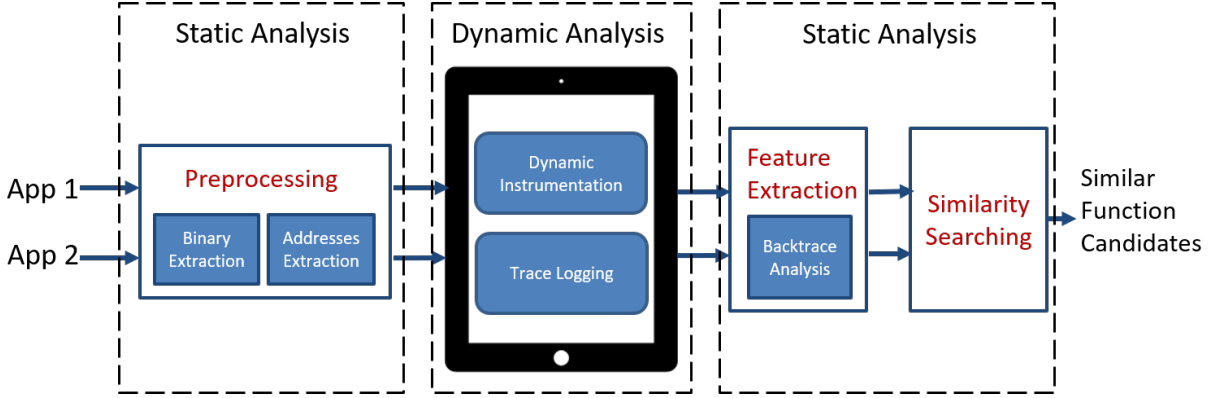 Static Analysis
Dynamic Analysis
Static Analysis
App 1
App 2
Preprocessing
Binary
Extraction
Addresses
Extraction
Dynamic
Instrumentation
Trace Logging
Feature
Extraction
Backtrace
Analysis
Similarity
Searching
Similar
Function
Candidates